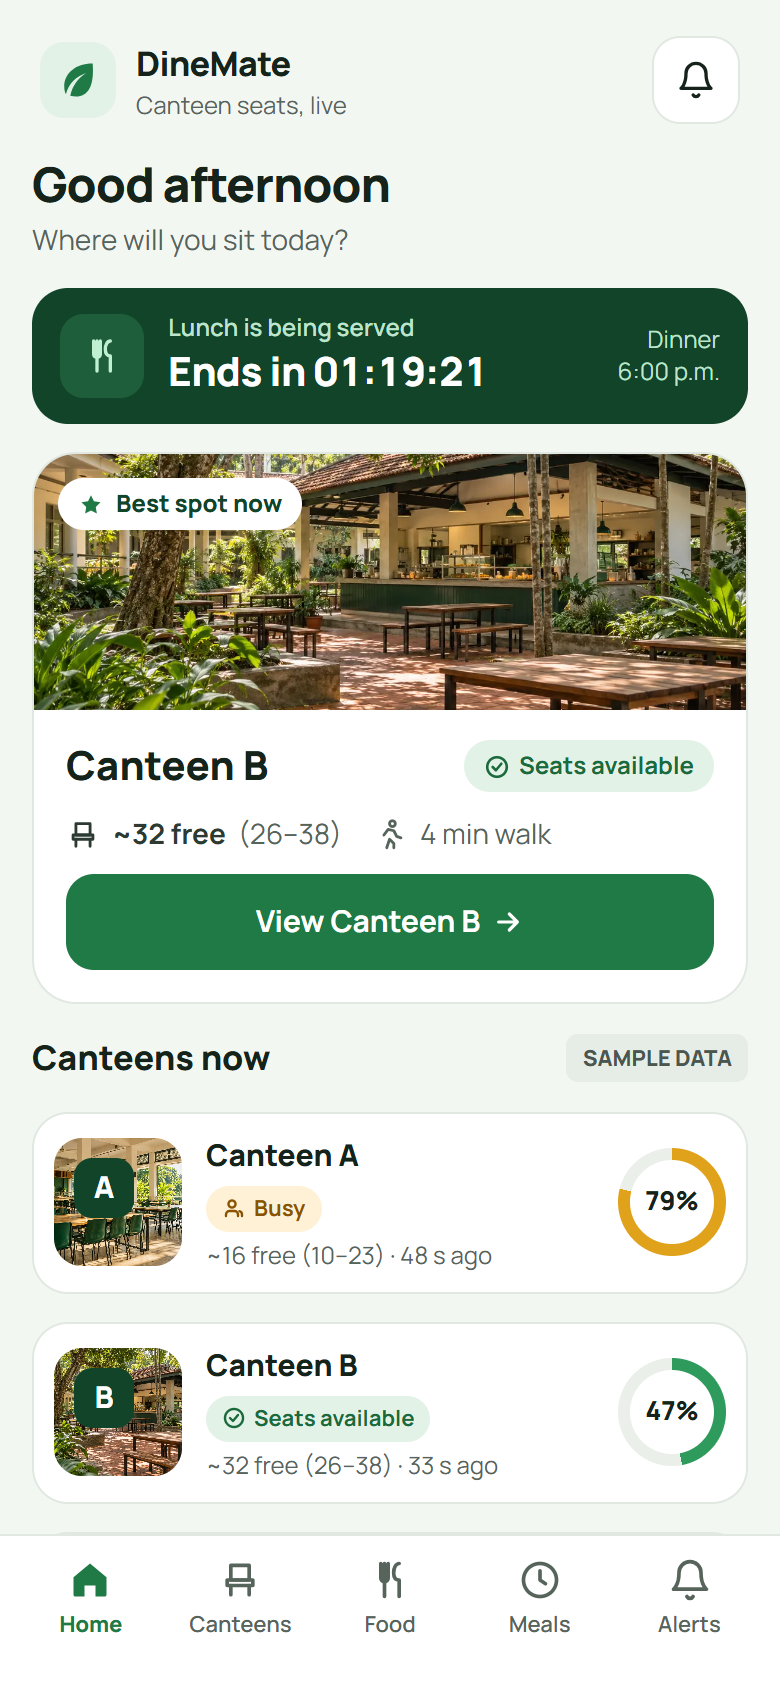 DineMate
Canteen seats, live
Good afternoon
Where will you sit today?
Lunch is being served
Ends in 01:19:21
Dinner
6:00 p.m.
Best spot now
Canteen B
Seats available
~32 free (26–38)
4 min walk
View Canteen B →
Canteens now
SAMPLE DATA
A
Canteen A
Busy
~16 free (10–23) · 48 s ago
79%
B
Canteen B
Seats available
~32 free (26–38) · 33 s ago
47%
Home
Canteens
Food
Meals
Alerts